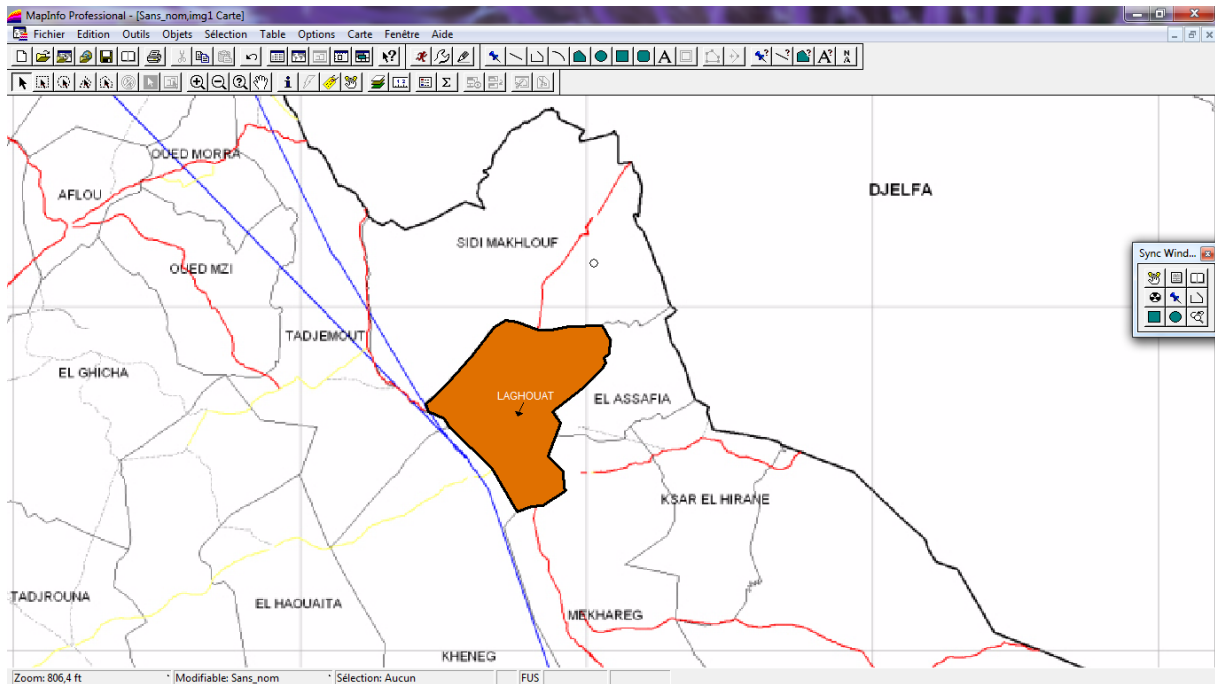 MapInfo Professional - [Sans_nom,img1 Carte]
Fichier Edition Outils Objets Sélection Table Options Carte Fenêtre Aide
OUED MORRA
AFLOU
DJELFA
SIDI MAKHLOUF
Sync Wind...
OUED MZI
TADJEMOUT
EL GHICHA
LAGHOUAT
EL ASSAFIA
KSAR EL HIRANE
TADJROUNA
EL HAOUAITA
MEKHAREG
KHENEG
Zoom: 806,4 ft Modifiable: Sans_nom Sélection: Aucun FUS